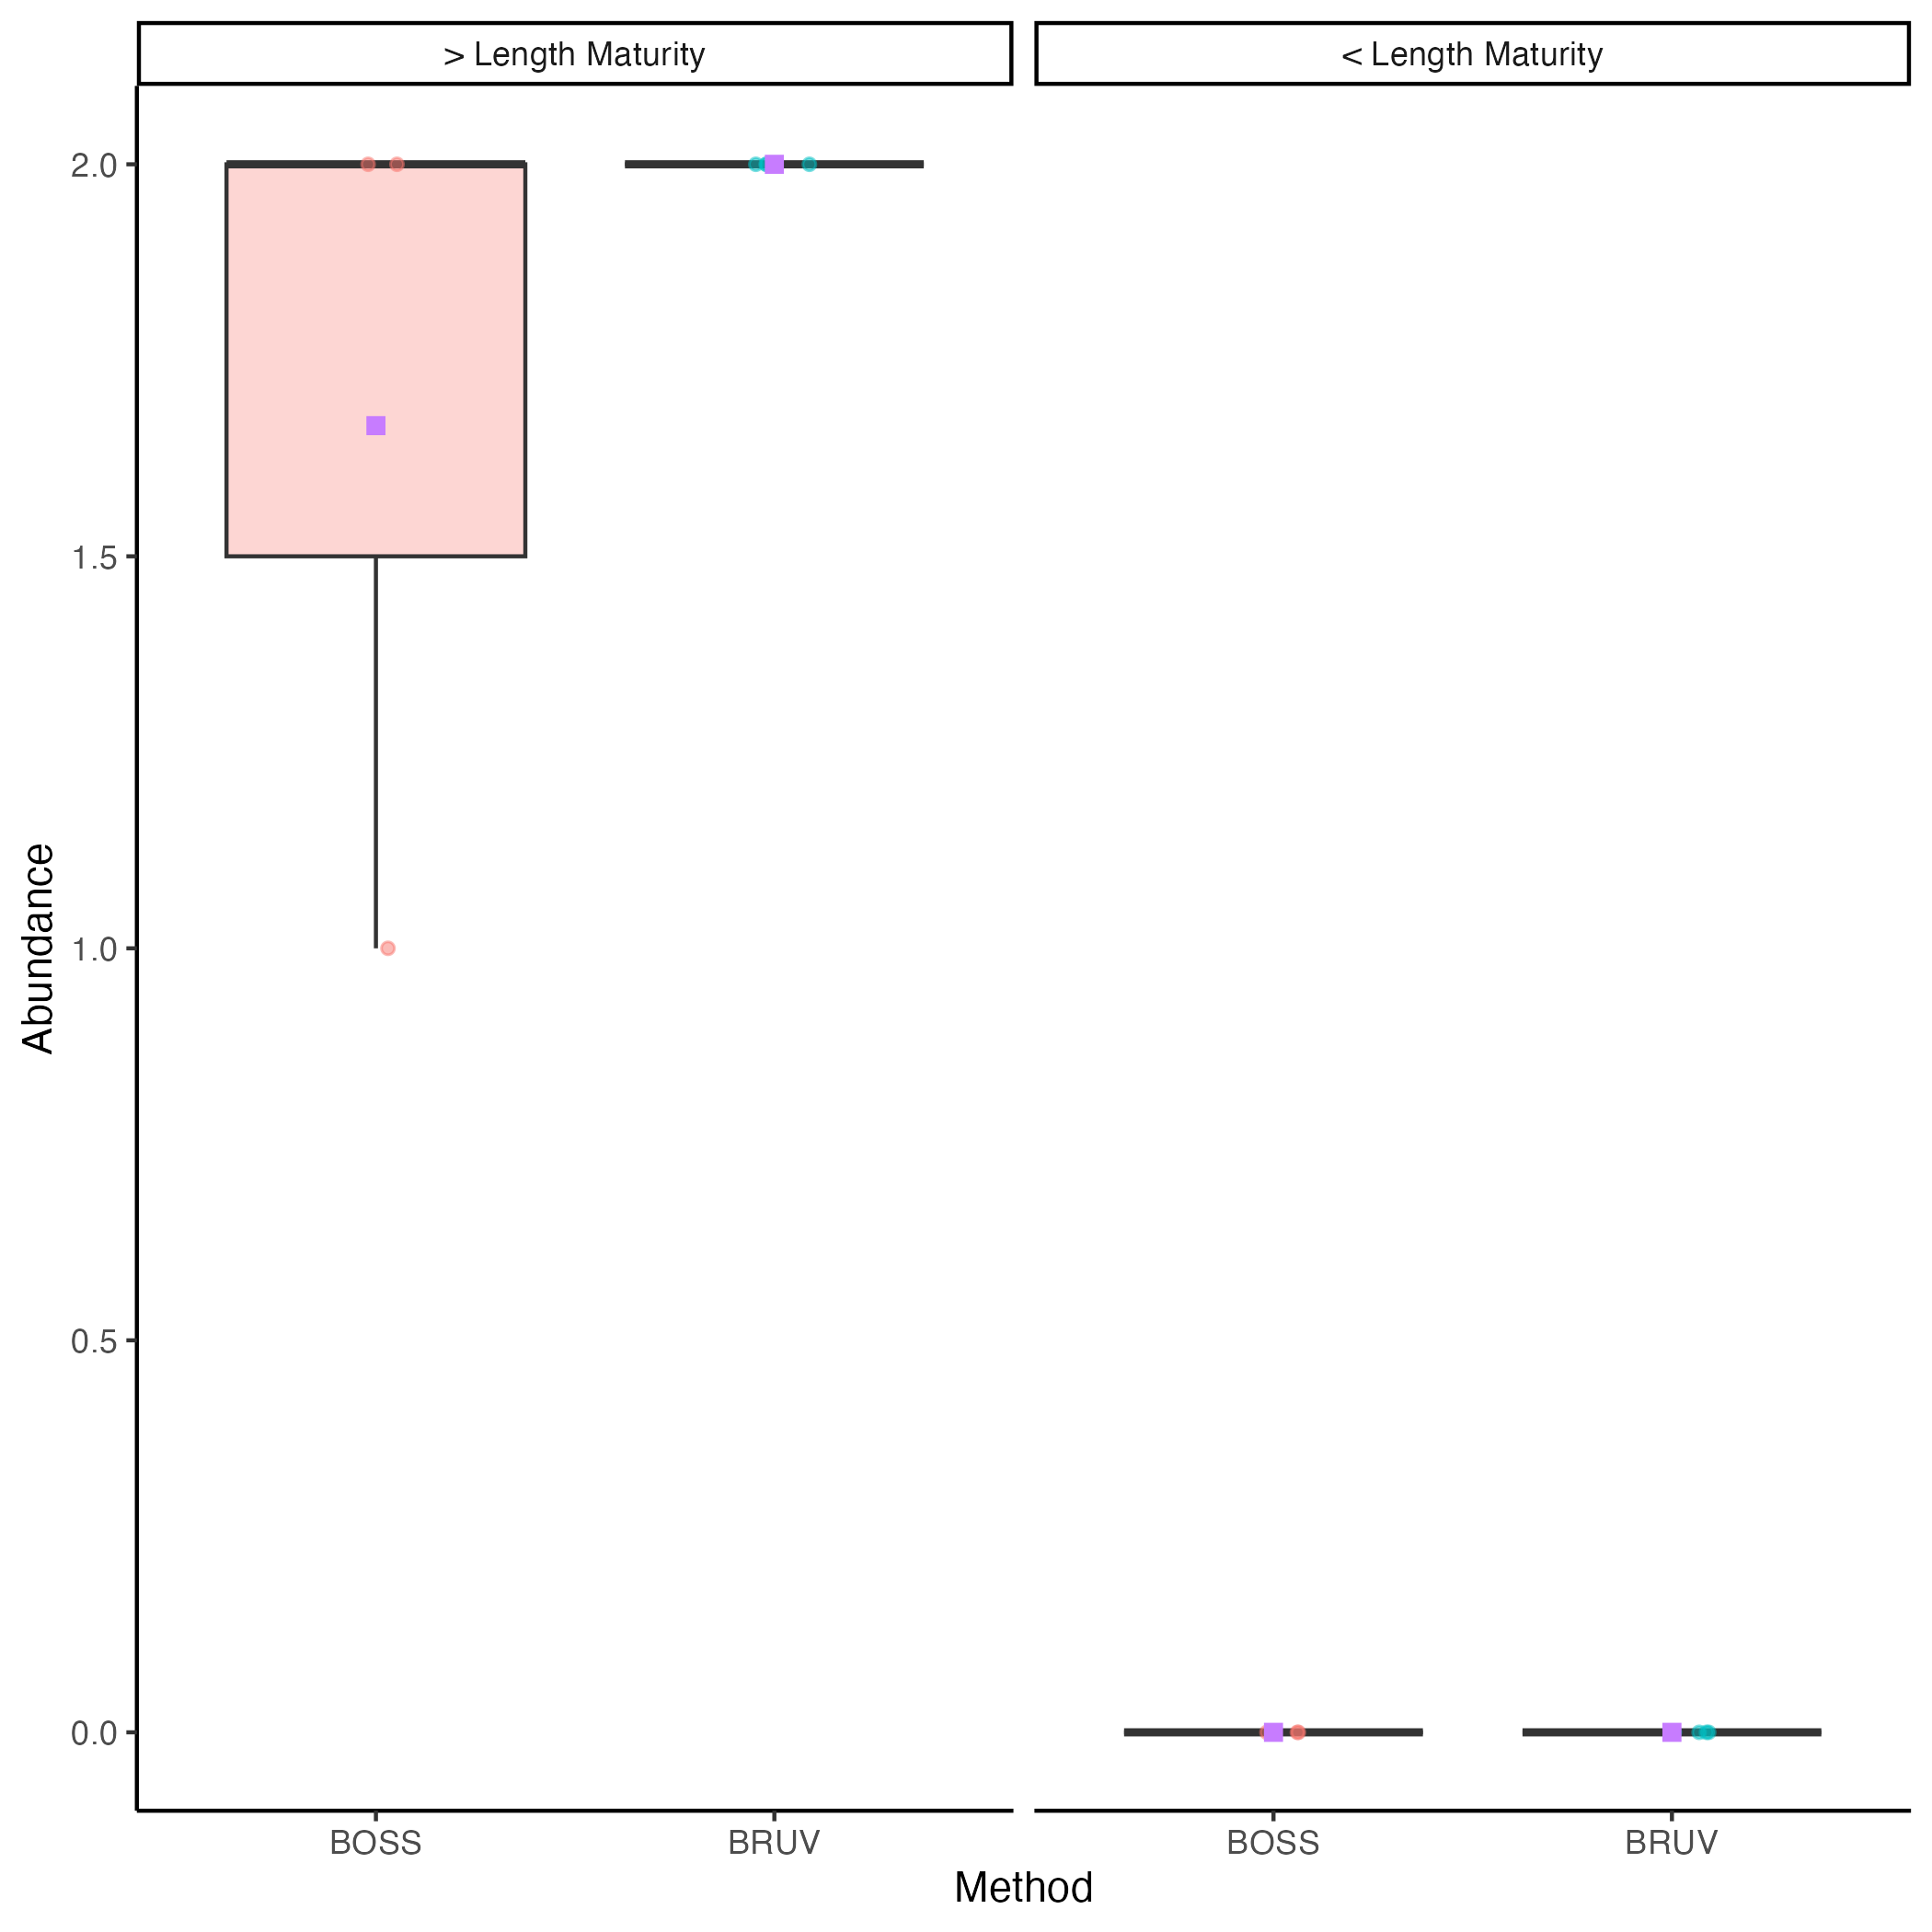 > Length Maturity
< Length Maturity
2.0
1.5
1.0
0.5
0.0
Abundance
BOSS
BRUV
BOSS
BRUV
Method